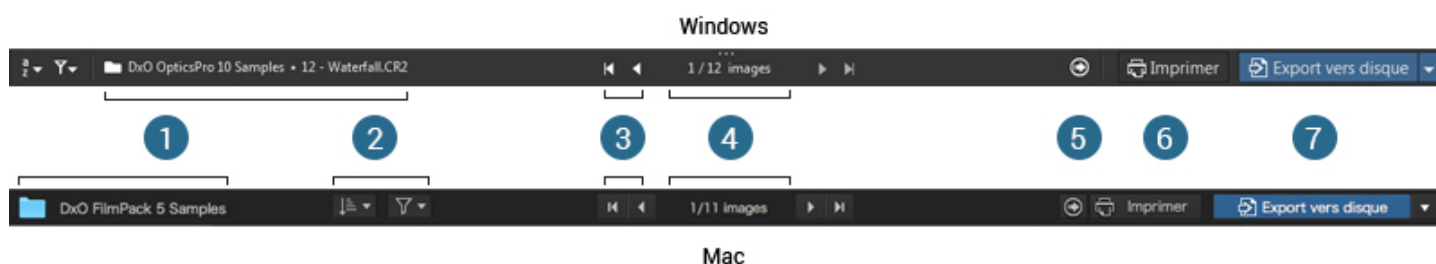 Windows
a z DxO OpticsPro 10 Samples • 12 - Waterfall.CR2 1 / 12 images Imprimer Export vers disque
1 2 3 4 5 6 7
DxO FilmPack 5 Samples 1/11 images Imprimer Export vers disque
Mac